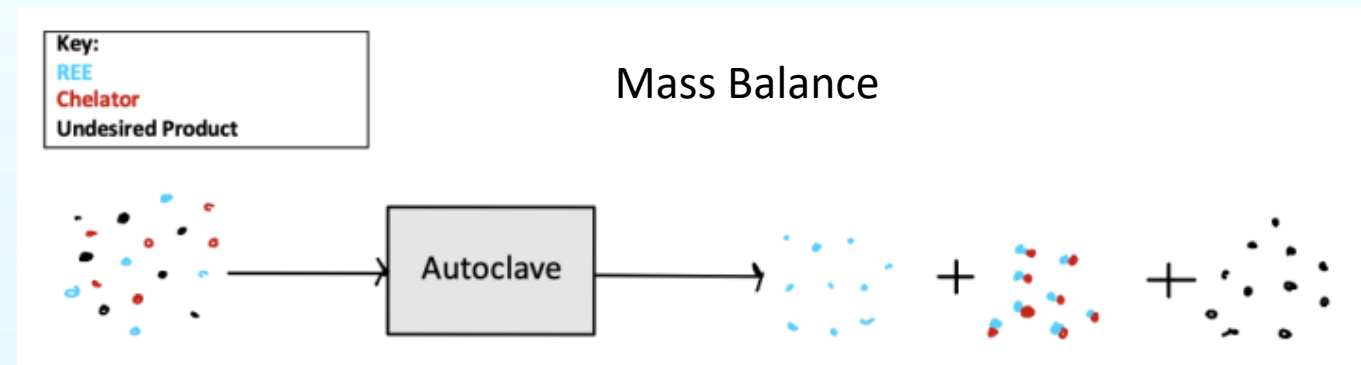 Key:
REE
Chelator
Undesired Product
Mass Balance
Autoclave
+
+